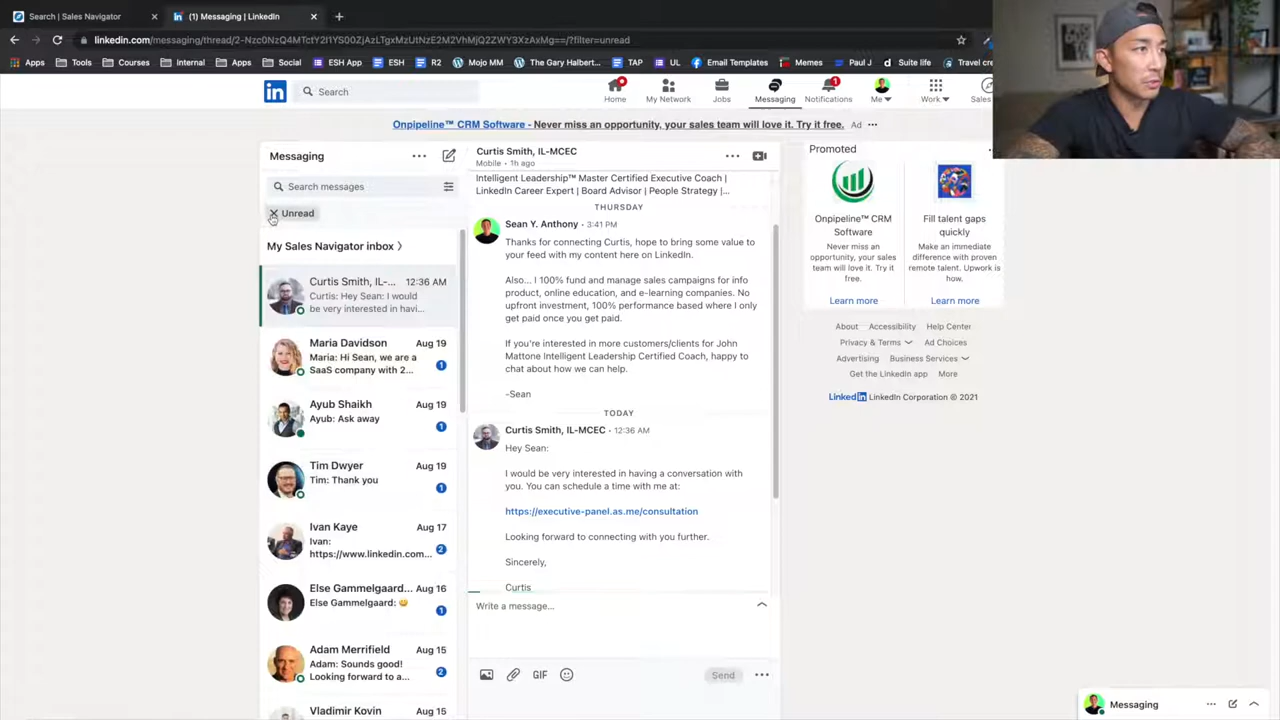 Search | Sales Navigator
(1) Messaging | LinkedIn
linkedin.com/messaging/thread/2-Nzc0NzQ4MTctY2I1YS00ZjAzLTgxMzUtNzE2M2VhMjQ2ZWY3XzAxMg==/?filter=unread
Apps
Tools
Courses
Internal
Apps
Social
ESH App
ESH
R
Mojo MM
The Gary Halbert...
TAP
UL
Email Templates
Memes
Paul J
Suite life
Travel cre
in
Search
Home
My Network
Jobs
Messaging
1
Notifications
Me
Work
Sales
Onpipeline™ CRM Software - Never miss an opportunity, your sales team will love it. Try it free.
Ad
Messaging
Search messages
Unread
My Sales Navigator inbox
Curtis Smith, IL-...
12:36 AM
Curtis: Hey Sean: I would
be very interested in havi...
Maria Davidson
Aug 19
Maria: Hi Sean, we are a
SaaS company with 2...
1
Ayub Shaikh
Aug 19
Ayub: Ask away
1
Tim Dwyer
Aug 19
Tim: Thank you
1
Ivan Kaye
Aug 17
Ivan:
https://www.linkedin.com...
2
Else Gammelgaard...
Aug 16
Else Gammelgaard: 😀
1
Adam Merrifield
Aug 15
Adam: Sounds good!
Looking forward to a...
2
Vladimir Kovin
Aug 15
Curtis Smith, IL-MCEC
Mobile • 1h ago
Intelligent Leadership™ Master Certified Executive Coach |
LinkedIn Career Expert | Board Advisor | People Strategy |...
THURSDAY
Sean Y. Anthony • 3:41 PM
Thanks for connecting Curtis, hope to bring some value to
your feed with my content here on LinkedIn.
Also... I 100% fund and manage sales campaigns for info
product, online education, and e-learning companies. No
upfront investment, 100% performance based where I only
get paid once you get paid.
If you're interested in more customers/clients for John
Mattone Intelligent Leadership Certified Coach, happy to
chat about how we can help.
-Sean
TODAY
Curtis Smith, IL-MCEC • 12:36 AM
Hey Sean:
I would be very interested in having a conversation with
you. You can schedule a time with me at:
https://executive-panel.as.me/consultation
Looking forward to connecting with you further.
Sincerely,
Curtis
Write a message...
GIF
Send
Promoted
Onpipeline™ CRM
Software
Never miss an
opportunity, your
sales team will
love it. Try it
free.
Learn more
Fill talent gaps
quickly
Make an immediate
difference with proven
remote talent. Upwork is
how.
Learn more
About
Accessibility
Help Center
Privacy & Terms
Ad Choices
Advertising
Business Services
Get the LinkedIn app
More
LinkedIn LinkedIn Corporation © 2021
Messaging